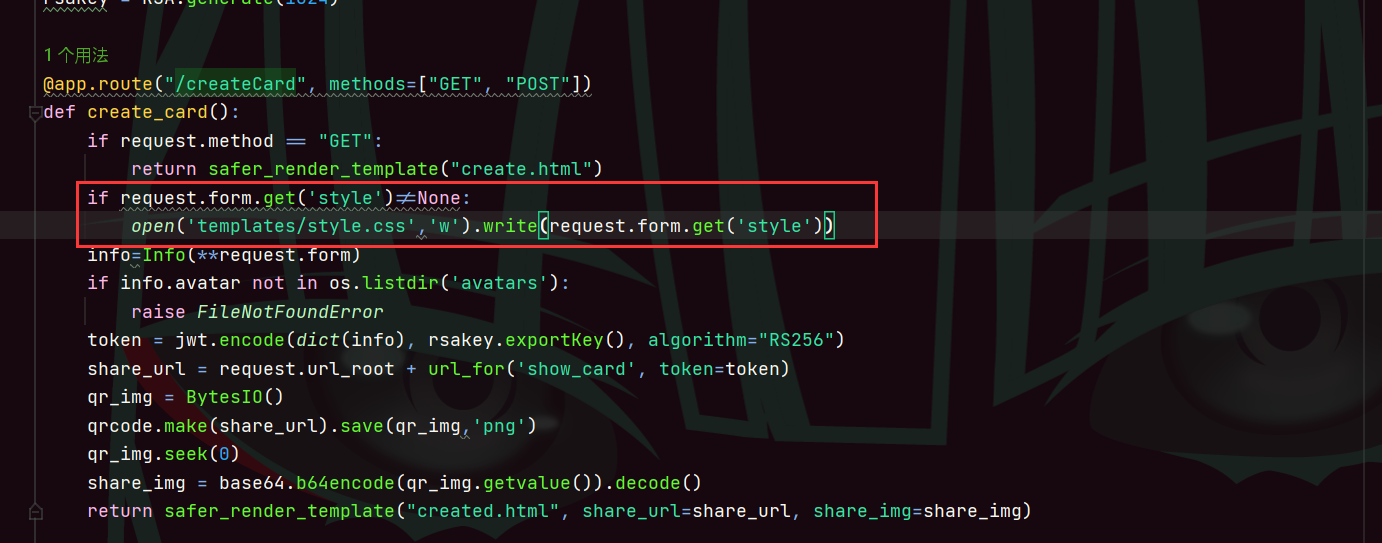 rsakey = RSA.generate(1024)
1 个用法
@app.route("/createCard", methods=["GET", "POST"])
def create_card():
if request.method == "GET":
return safer_render_template("create.html")
if request.form.get('style')!=None:
open('templates/style.css','w').write(request.form.get('style'))
info=Info(**request.form)
if info.avatar not in os.listdir('avatars'):
raise FileNotFoundError
token = jwt.encode(dict(info), rsakey.exportKey(), algorithm="RS256")
share_url = request.url_root + url_for('show_card', token=token)
qr_img = BytesIO()
qrcode.make(share_url).save(qr_img,'png')
qr_img.seek(0)
share_img = base64.b64encode(qr_img.getvalue()).decode()
return safer_render_template("created.html", share_url=share_url, share_img=share_img)